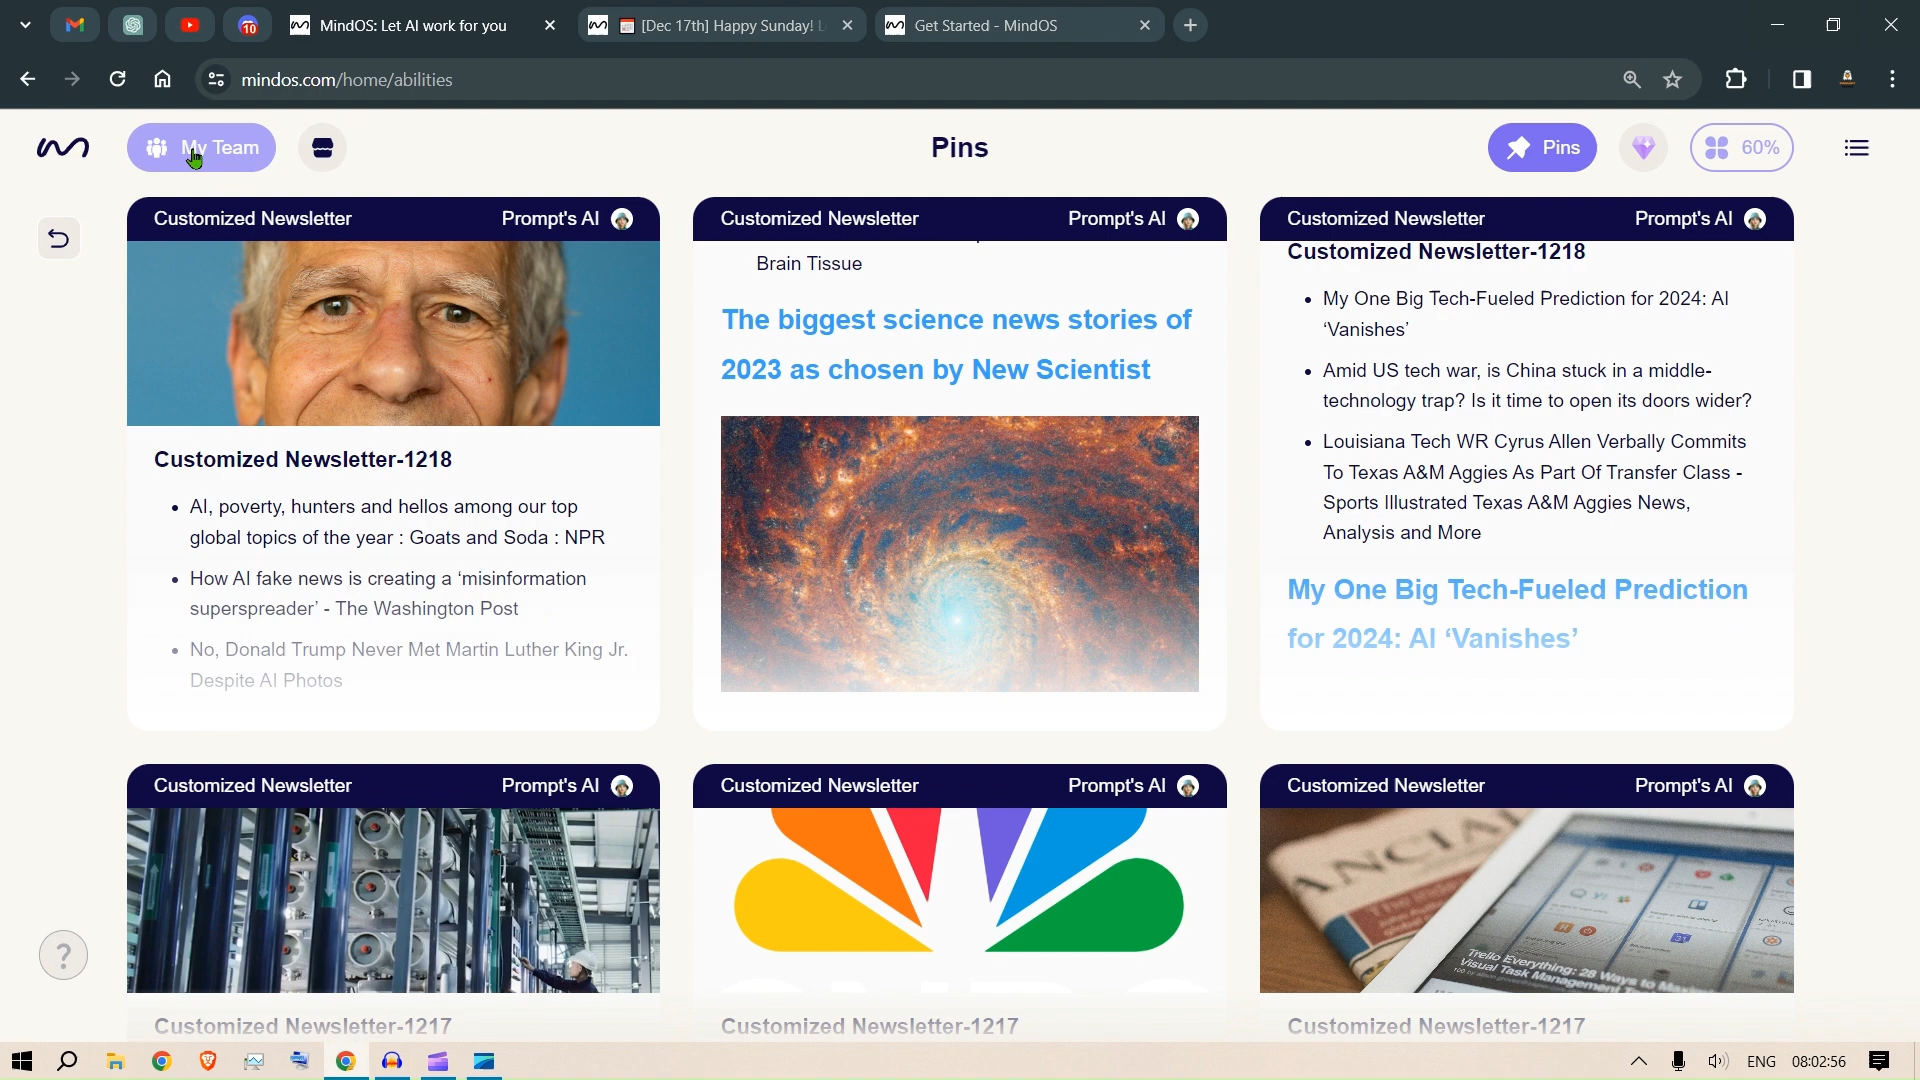 10
MindOS: Let AI work for you
[Dec 17th] Happy Sunday! L
Get Started - MindOS
mindos.com/home/abilities
My Team
Pins
Pins
60%
Customized Newsletter
Prompt's AI
Customized Newsletter-1218
AI, poverty, hunters and hellos among our top
global topics of the year : Goats and Soda : NPR
How AI fake news is creating a ‘misinformation
superspreader’ - The Washington Post
No, Donald Trump Never Met Martin Luther King Jr.
Despite AI Photos
Customized Newsletter
Prompt's AI
Brain Tissue
The biggest science news stories of
2023 as chosen by New Scientist
Customized Newsletter
Prompt's AI
Customized Newsletter-1218
My One Big Tech-Fueled Prediction for 2024: AI
‘Vanishes’
Amid US tech war, is China stuck in a middle-
technology trap? Is it time to open its doors wider?
Louisiana Tech WR Cyrus Allen Verbally Commits
To Texas A&M Aggies As Part Of Transfer Class -
Sports Illustrated Texas A&M Aggies News,
Analysis and More
My One Big Tech-Fueled Prediction
for 2024: AI ‘Vanishes’
Customized Newsletter
Prompt's AI
Customized Newsletter-1217
Customized Newsletter
Prompt's AI
Customized Newsletter-1217
Customized Newsletter
Prompt's AI
ANCIAL
Trello Everything: 28 Ways to
Visual Task Management
Customized Newsletter-1217
?
ENG
08:02:56